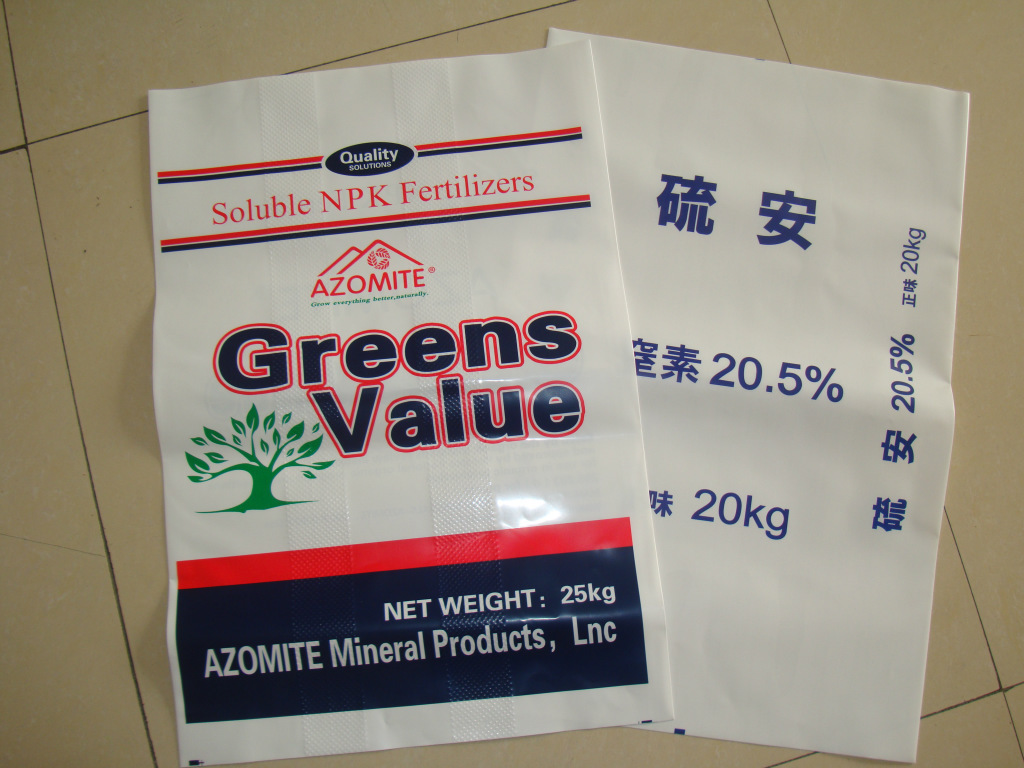 Quality
SOLUTIONS
Soluble NPK Fertilizers
AZOMITE®
Grow everything better,naturally.
Greens
Value
NET WEIGHT: 25kg
AZOMITE Mineral Products, Lnc
硫 安
窒素 20.5%
味 20kg
硫 安 20.5% 正味 20kg